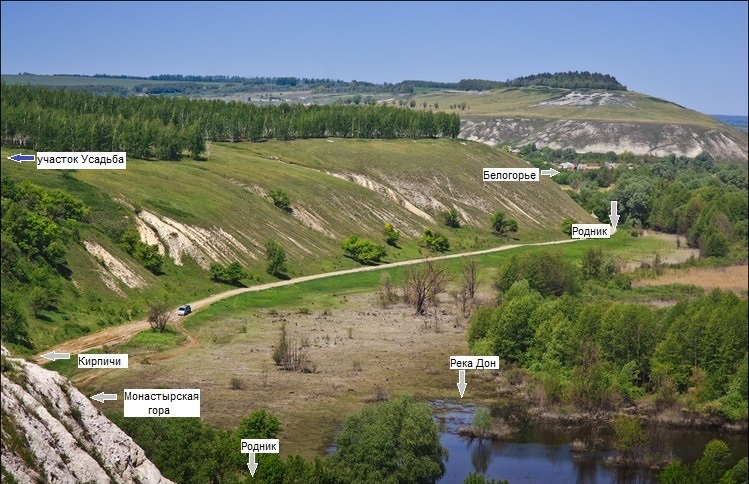 участок Усадьба
Белогорье
Родник
Кирпичи
Река Дон
Монастырская
гора
Родник